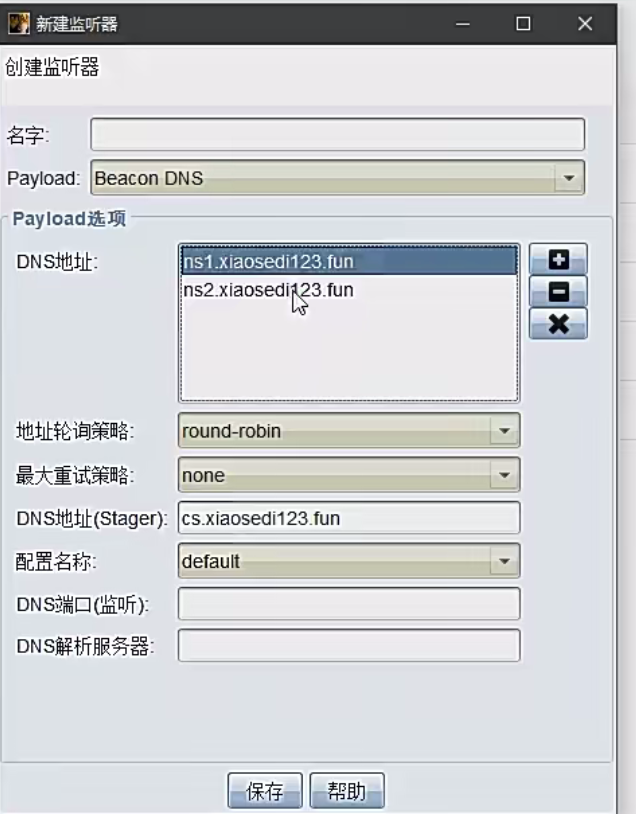 新建监听器
创建监听器
名字:
Payload: Beacon DNS
Payload选项
DNS地址: ns1.xiaosedi123.fun
ns2.xiaosedi123.fun
地址轮询策略: round-robin
最大重试策略: none
DNS地址(Stager): cs.xiaosedi123.fun
配置名称: default
DNS端口(监听):
DNS解析服务器:
保存 帮助